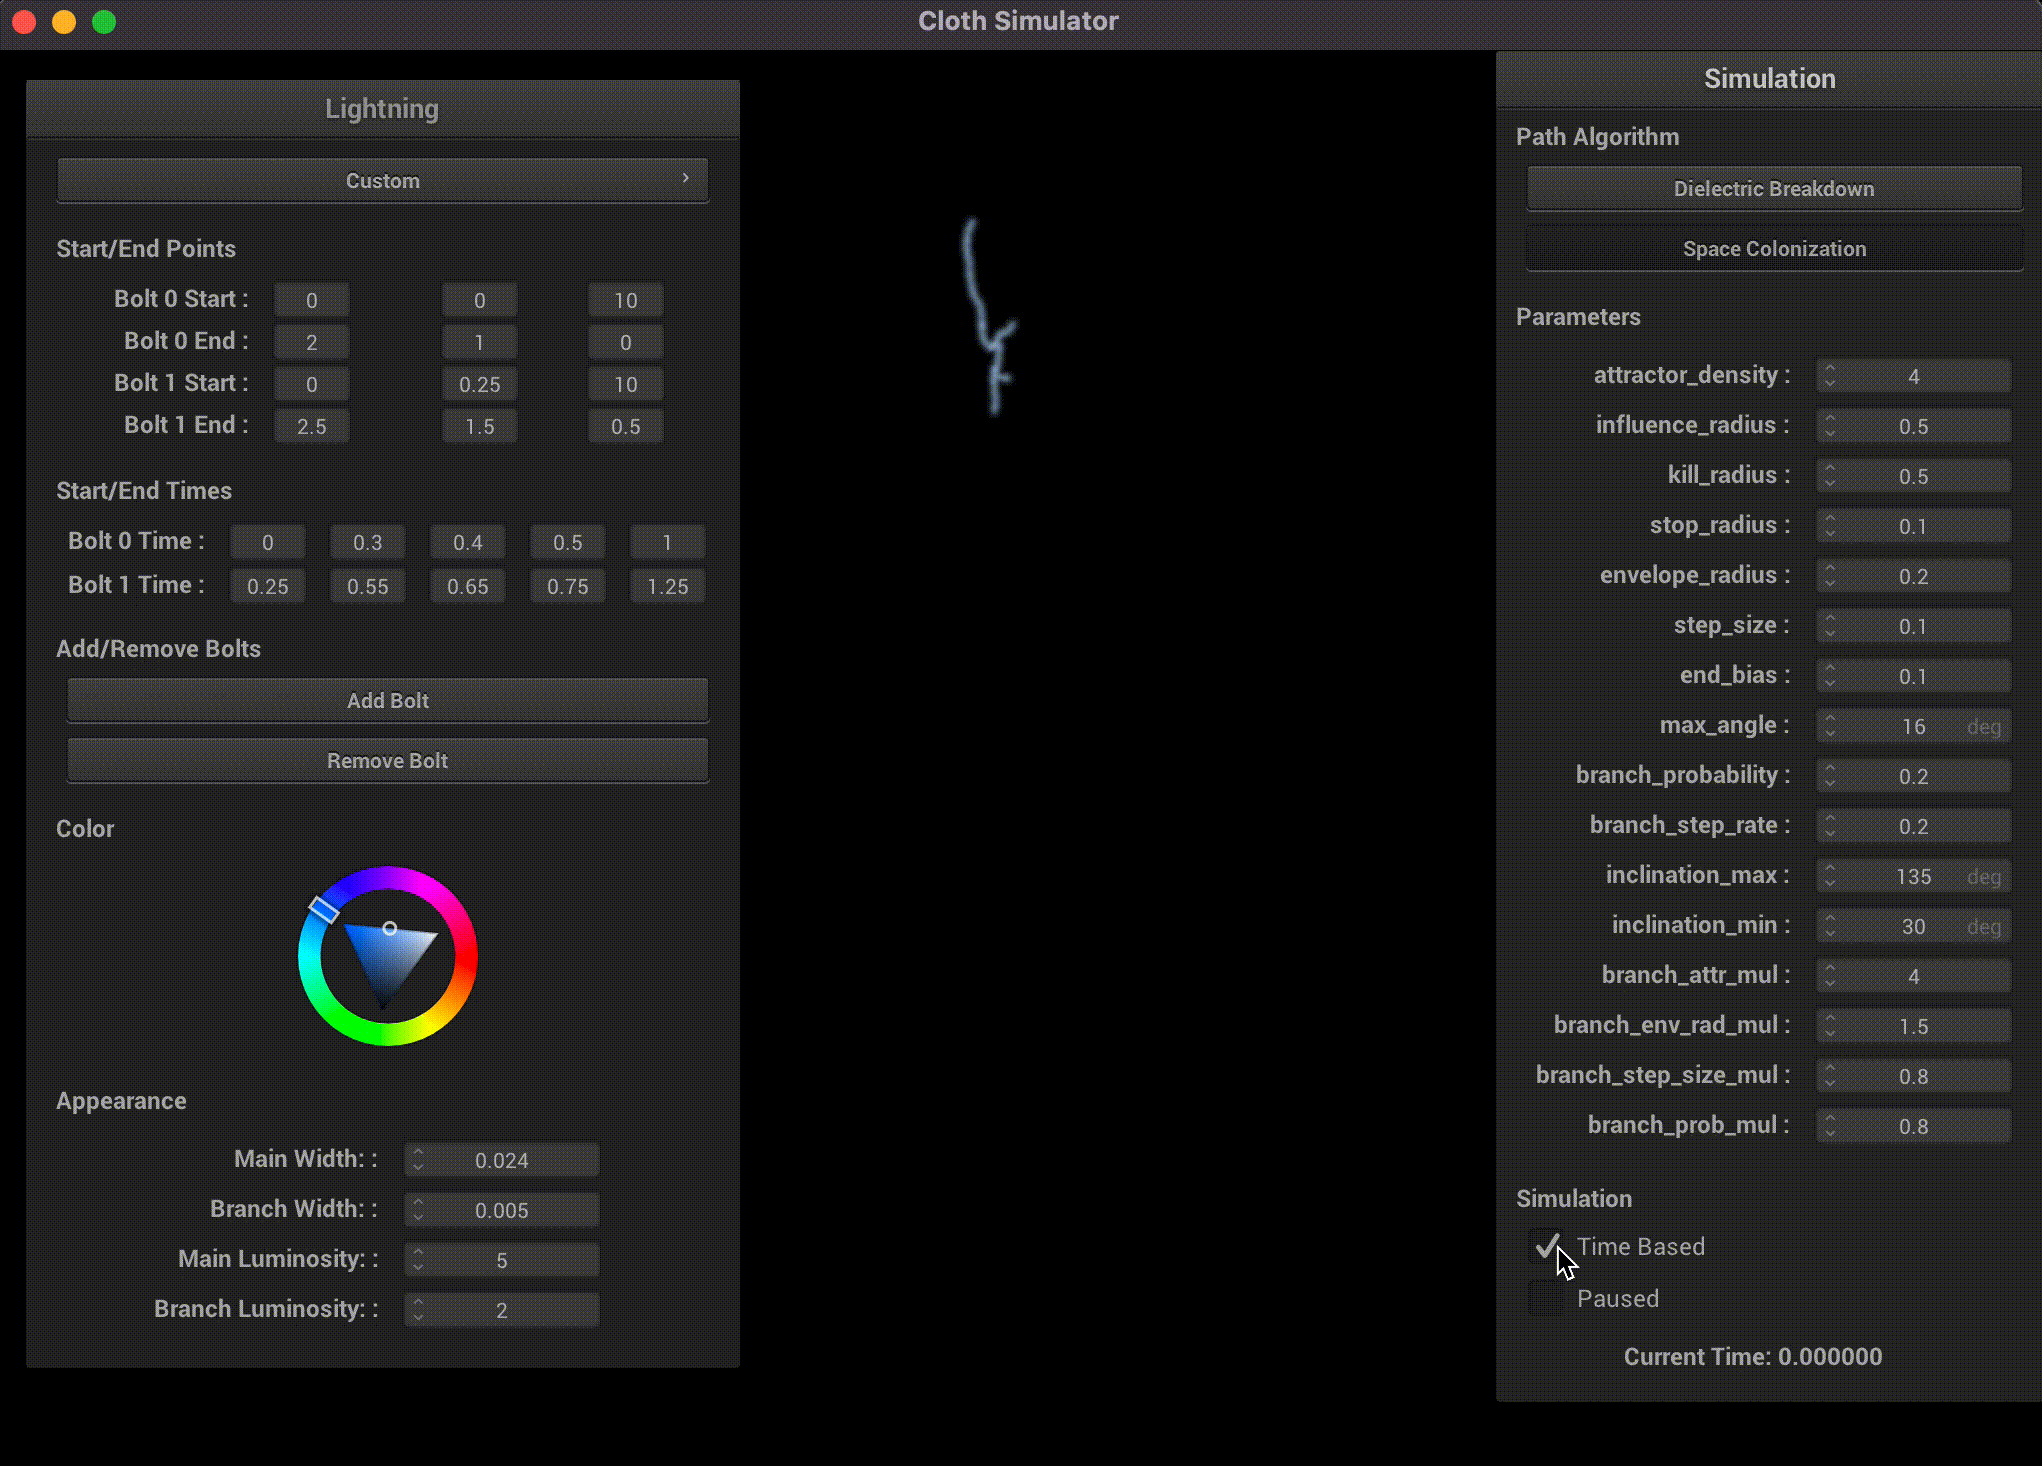 Cloth Simulator
Lightning
Custom
Start/End Points
Bolt 0 Start : 0 0 10
Bolt 0 End : 2 1 0
Bolt 1 Start : 0 0.25 10
Bolt 1 End : 2.5 1.5 0.5
Start/End Times
Bolt 0 Time : 0 0.3 0.4 0.5 1
Bolt 1 Time : 0.25 0.55 0.65 0.75 1.25
Add/Remove Bolts
Add Bolt
Remove Bolt
Color
Appearance
Main Width: : 0.024
Branch Width: : 0.005
Main Luminosity: : 5
Branch Luminosity: : 2
Simulation
Path Algorithm
Dielectric Breakdown
Space Colonization
Parameters
attractor_density : 4
influence_radius : 0.5
kill_radius : 0.5
stop_radius : 0.1
envelope_radius : 0.2
step_size : 0.1
end_bias : 0.1
max_angle : 16 deg
branch_probability : 0.2
branch_step_rate : 0.2
inclination_max : 135 deg
inclination_min : 30 deg
branch_attr_mul : 4
branch_env_rad_mul : 1.5
branch_step_size_mul : 0.8
branch_prob_mul : 0.8
Simulation
Time Based
Paused
Current Time: 0.000000